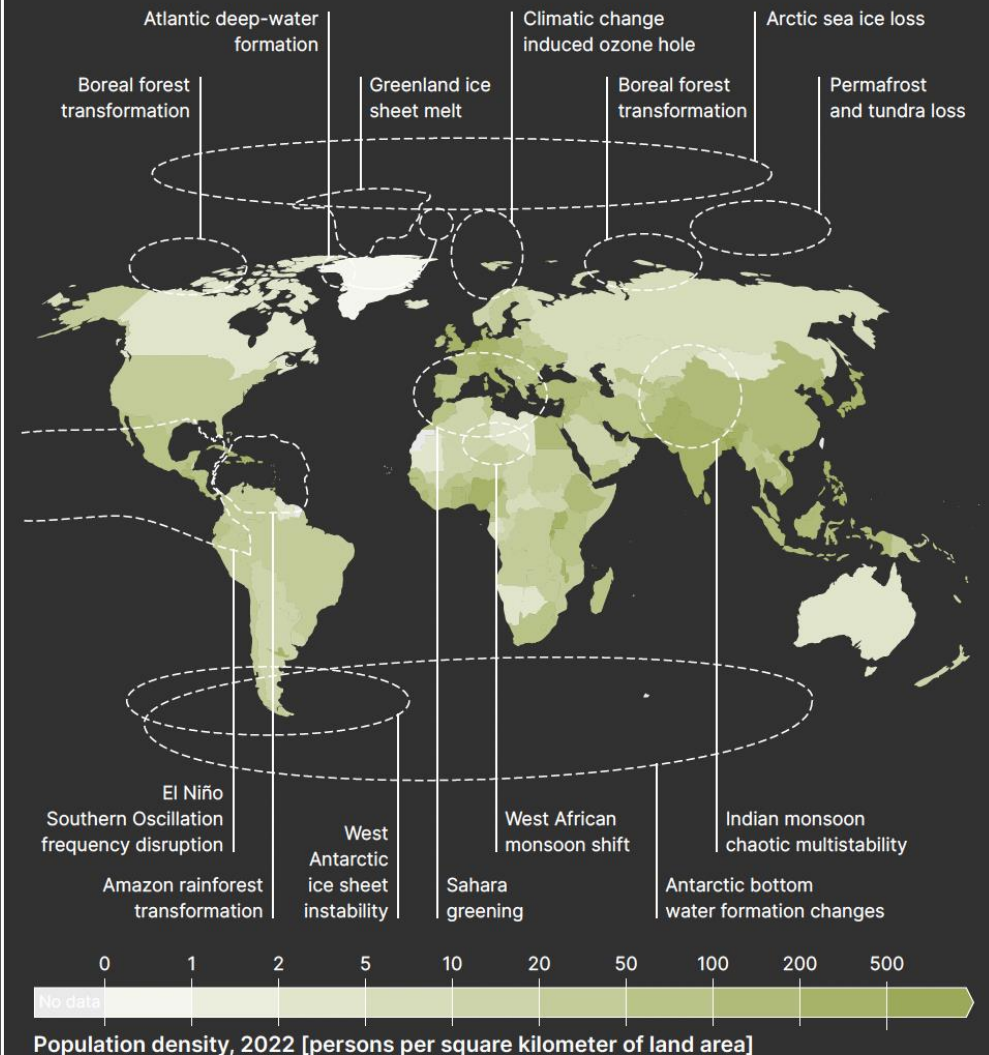 Atlantic deep-water
formation
Climatic change
induced ozone hole
Arctic sea ice loss
Boreal forest
transformation
Greenland ice
sheet melt
Boreal forest
transformation
Permafrost
and tundra loss
El Niño
Southern Oscillation
frequency disruption
Amazon rainforest
transformation
West
Antarctic
ice sheet
instability
West African
monsoon shift
Sahara
greening
Indian monsoon
chaotic multistability
Antarctic bottom
water formation changes
0 1 2 5 10 20 50 100 200 500
No data
Population density, 2022 [persons per square kilometer of land area]